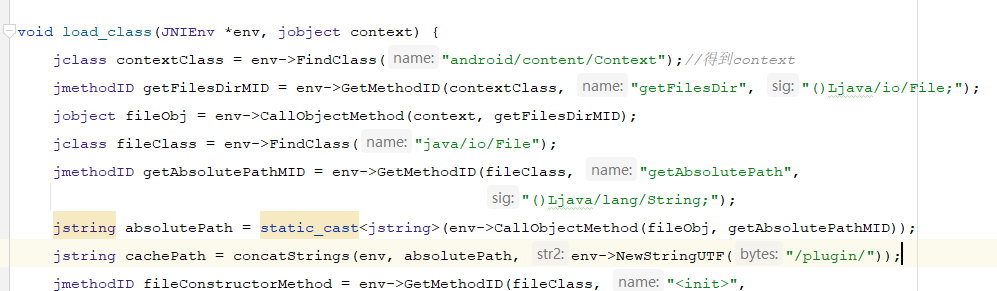 void load_class(JNIEnv *env, jobject context) {
jclass contextClass = env->FindClass( name: "android/content/Context");//得到context
jmethodID getFilesDirMID = env->GetMethodID(contextClass, name: "getFilesDir", sig: "()Ljava/io/File;");
jobject fileObj = env->CallObjectMethod(context, getFilesDirMID);
jclass fileClass = env->FindClass( name: "java/io/File");
jmethodID getAbsolutePathMID = env->GetMethodID(fileClass, name: "getAbsolutePath",
sig: "()Ljava/lang/String;");
jstring absolutePath = static_cast<jstring>(env->CallObjectMethod(fileObj, getAbsolutePathMID));
jstring cachePath = concatStrings(env, absolutePath, str2: env->NewStringUTF( bytes: "/plugin/"));
jmethodID fileConstructorMethod = env->GetMethodID(fileClass, name: "<init>",